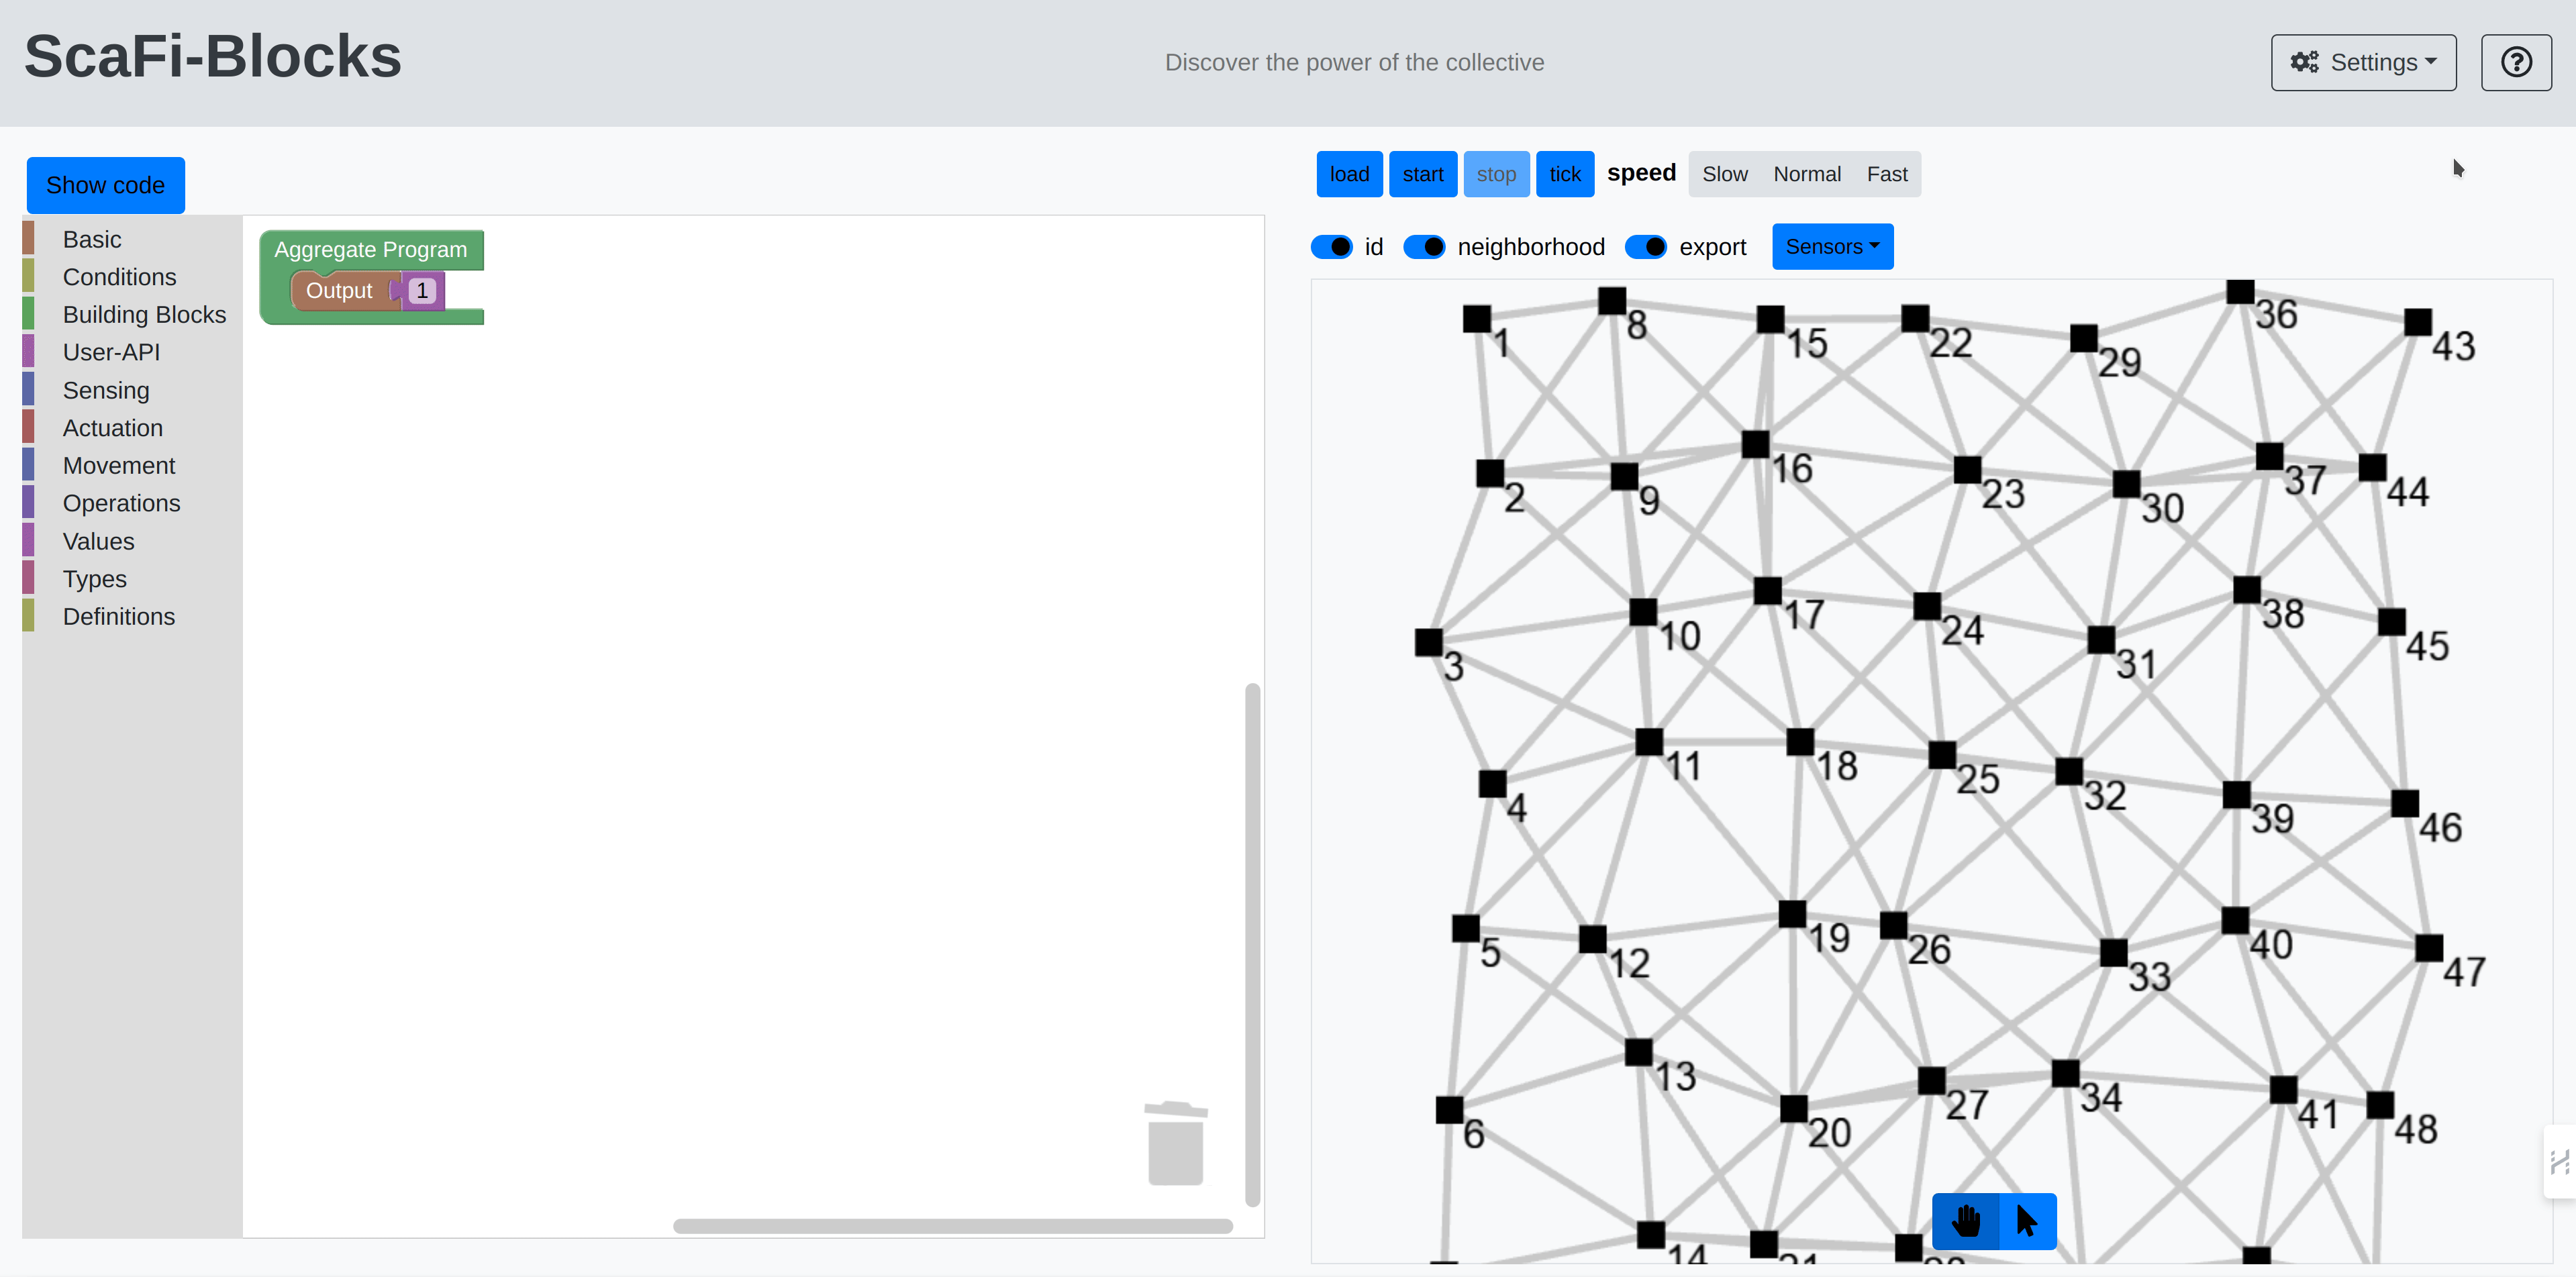 ScaFi-Blocks
Discover the power of the collective
Settings
Show code
load start stop tick speed Slow Normal Fast
id neighborhood export Sensors
Basic
Conditions
Building Blocks
User-API
Sensing
Actuation
Movement
Operations
Values
Types
Definitions
Aggregate Program
Output 1
1 8 15 22 29 36 43
2 9 16 23 30 37 44
3 10 17 24 31 38 45
4 11 18 25 32 39 46
5 12 19 26 33 40 47
6 13 20 27 34 41 48
14 21